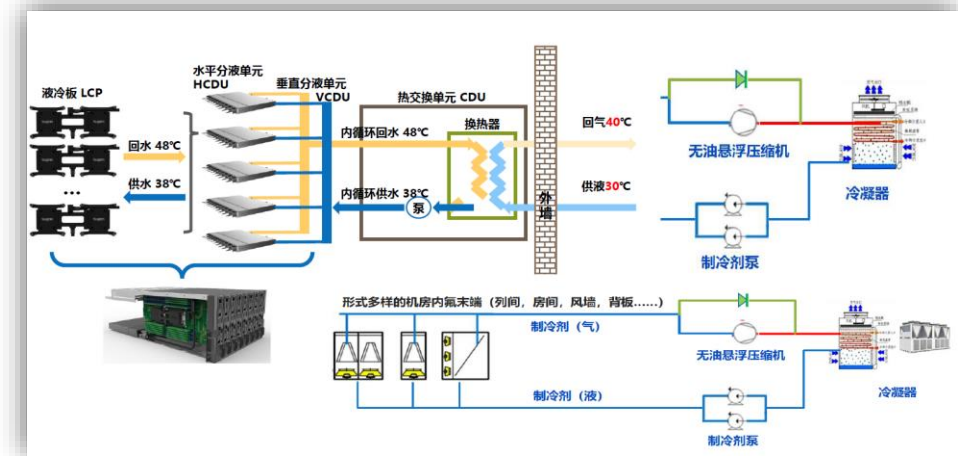 液冷板 LCP
水平分液单元
HCDU
垂直分液单元
VCDU
热交换单元 CDU
换热器
回水 48℃
供水 38℃
...
内循环回水 48℃
内循环供水 38℃
泵
外墙
回气40℃
供液30℃
无油悬浮压缩机
冷凝器
制冷剂泵
形式多样的机房内氟末端（列间，房间，风墙，背板......）
制冷剂（气）
无油悬浮压缩机
冷凝器
制冷剂（液）
制冷剂泵